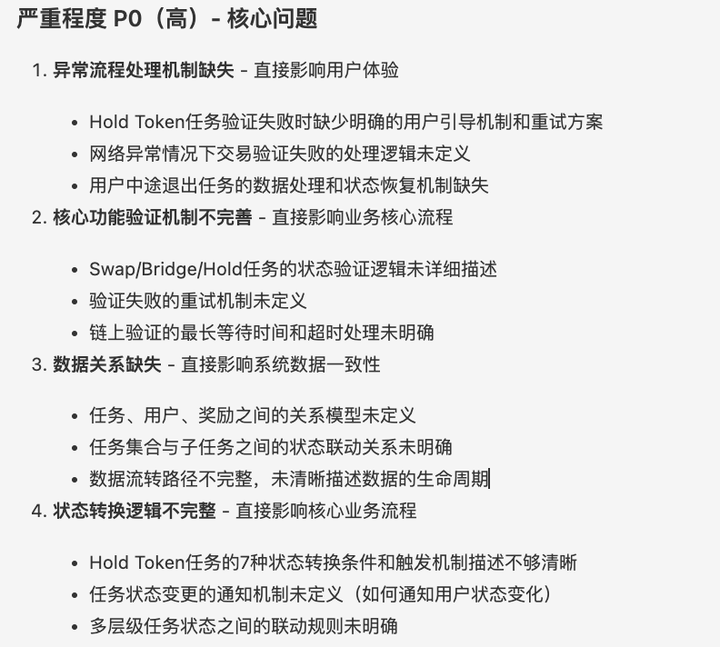 严重程度 P0（高）- 核心问题
1. 异常流程处理机制缺失 - 直接影响用户体验
• Hold Token任务验证失败时缺少明确的用户引导机制和重试方案
• 网络异常情况下交易验证失败的处理逻辑未定义
• 用户中途退出任务的数据处理和状态恢复机制缺失
2. 核心功能验证机制不完善 - 直接影响业务核心流程
• Swap/Bridge/Hold任务的状态验证逻辑未详细描述
• 验证失败的重试机制未定义
• 链上验证的最长等待时间和超时处理未明确
3. 数据关系缺失 - 直接影响系统数据一致性
• 任务、用户、奖励之间的关系模型未定义
• 任务集合与子任务之间的状态联动关系未明确
• 数据流转路径不完整，未清晰描述数据的生命周期
4. 状态转换逻辑不完整 - 直接影响核心业务流程
• Hold Token任务的7种状态转换条件和触发机制描述不够清晰
• 任务状态变更的通知机制未定义（如何通知用户状态变化）
• 多层级任务状态之间的联动规则未明确